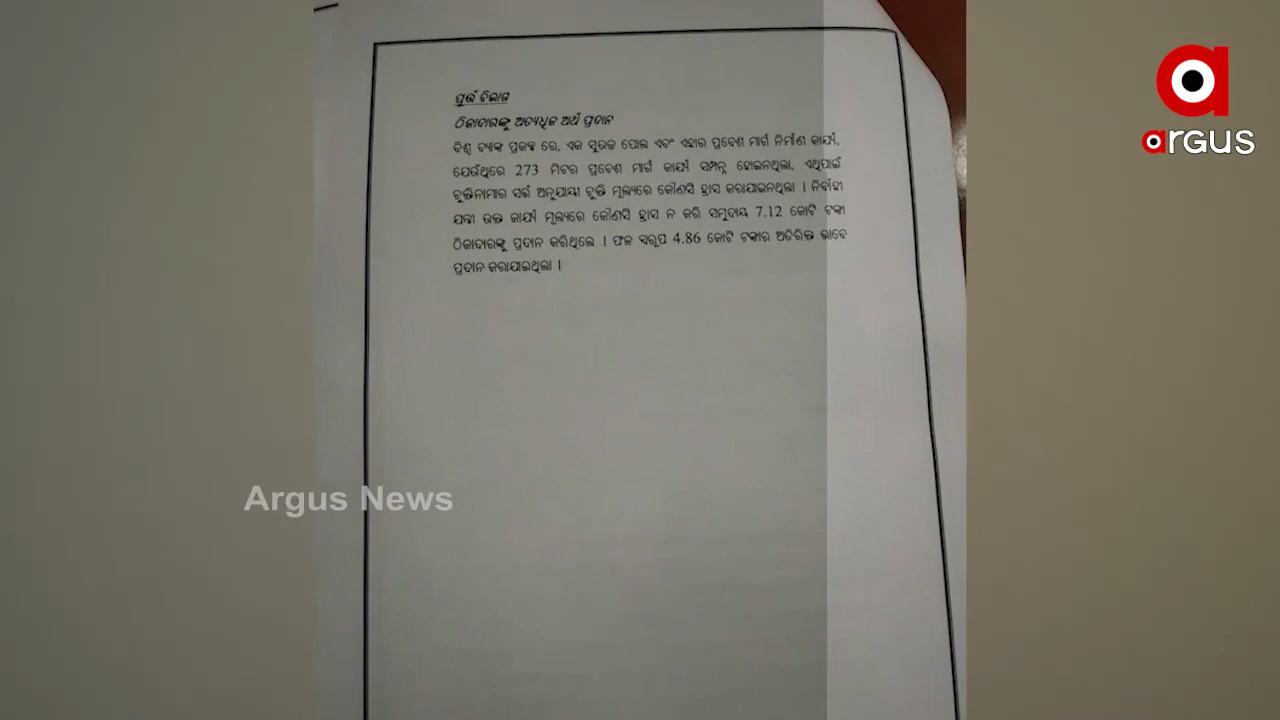 ପୂର୍ତ୍ତ ବିଭାଗ
ଠିକାଦାରଙ୍କୁ ଅତ୍ୟଧିକ ଅର୍ଥ ପ୍ରଦାନ
ବିଶ୍ୱ ବ୍ୟାଙ୍କ ପ୍ରକଳ୍ପ ରେ, ଏକ ସୁଉଚ୍ଚ ପୋଲ ଏବଂ ଏହାର ପ୍ରବେଶ ମାର୍ଗ ନିର୍ମାଣ କାର୍ଯ୍ୟ,
ଯେଉଁଥିରେ 273 ମିଟର ପ୍ରବେଶ ମାର୍ଗ କାର୍ଯ୍ୟ ସମ୍ପନ୍ନ ହୋଇନଥିଲା, ଏଥିପାଇଁ
ଚୁକ୍ତିନାମାର ସର୍ତ୍ତ ଅନୁଯାୟୀ ଚୁକ୍ତି ମୂଲ୍ୟରେ କୌଣସି ହ୍ରାସ କରାଯାଇନଥିଲା । ନିର୍ବାହୀ
ଯନ୍ତ୍ରୀ ଉକ୍ତ କାର୍ଯ୍ୟ ମୂଲ୍ୟରେ କୌଣସି ହ୍ରାସ ନ କରି ସମୁଦାୟ 7.12 କୋଟି ଟଙ୍କା
ଠିକାଦାରଙ୍କୁ ପ୍ରଦାନ କରିଥିଲେ । ଫଳ ସ୍ୱରୂପ 4.86 କୋଟି ଟଙ୍କାର ଅତିରିକ୍ତ ଭାବେ
ପ୍ରଦାନ କରାଯାଇଥିଲା ।
Argus News
argus